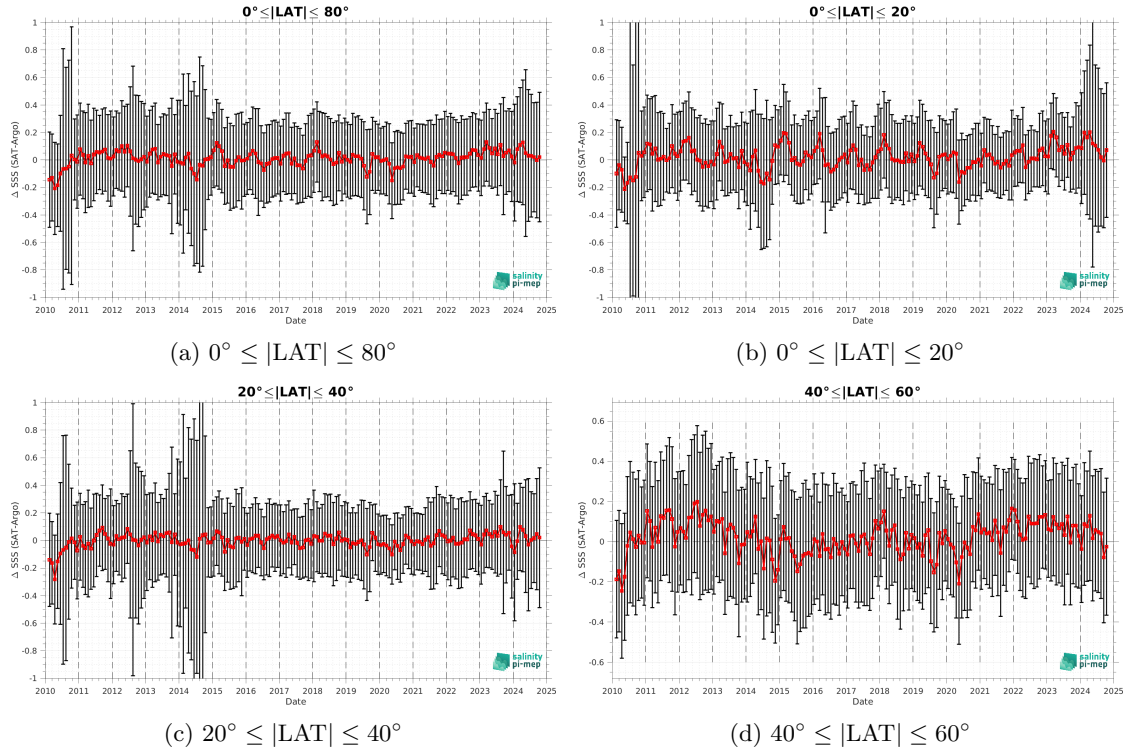 0°≤|LAT|≤ 80°
Δ SSS (SAT-Argo)
1
0.8
0.6
0.4
0.2
0
-0.2
-0.4
-0.6
-0.8
-1
2010 2011 2012 2013 2014 2015 2016 2017 2018 2019 2020 2021 2022 2023 2024 2025
Date
salinity
pi-mep
(a) 0° ≤ |LAT| ≤ 80°
0°≤|LAT|≤ 20°
Δ SSS (SAT-Argo)
1
0.8
0.6
0.4
0.2
0
-0.2
-0.4
-0.6
-0.8
-1
2010 2011 2012 2013 2014 2015 2016 2017 2018 2019 2020 2021 2022 2023 2024 2025
Date
salinity
pi-mep
(b) 0° ≤ |LAT| ≤ 20°
20°≤|LAT|≤ 40°
Δ SSS (SAT-Argo)
1
0.8
0.6
0.4
0.2
0
-0.2
-0.4
-0.6
-0.8
-1
2010 2011 2012 2013 2014 2015 2016 2017 2018 2019 2020 2021 2022 2023 2024 2025
Date
salinity
pi-mep
(c) 20° ≤ |LAT| ≤ 40°
40°≤|LAT|≤ 60°
Δ SSS (SAT-Argo)
0.6
0.4
0.2
0
-0.2
-0.4
-0.6
2010 2011 2012 2013 2014 2015 2016 2017 2018 2019 2020 2021 2022 2023 2024 2025
Date
salinity
pi-mep
(d) 40° ≤ |LAT| ≤ 60°